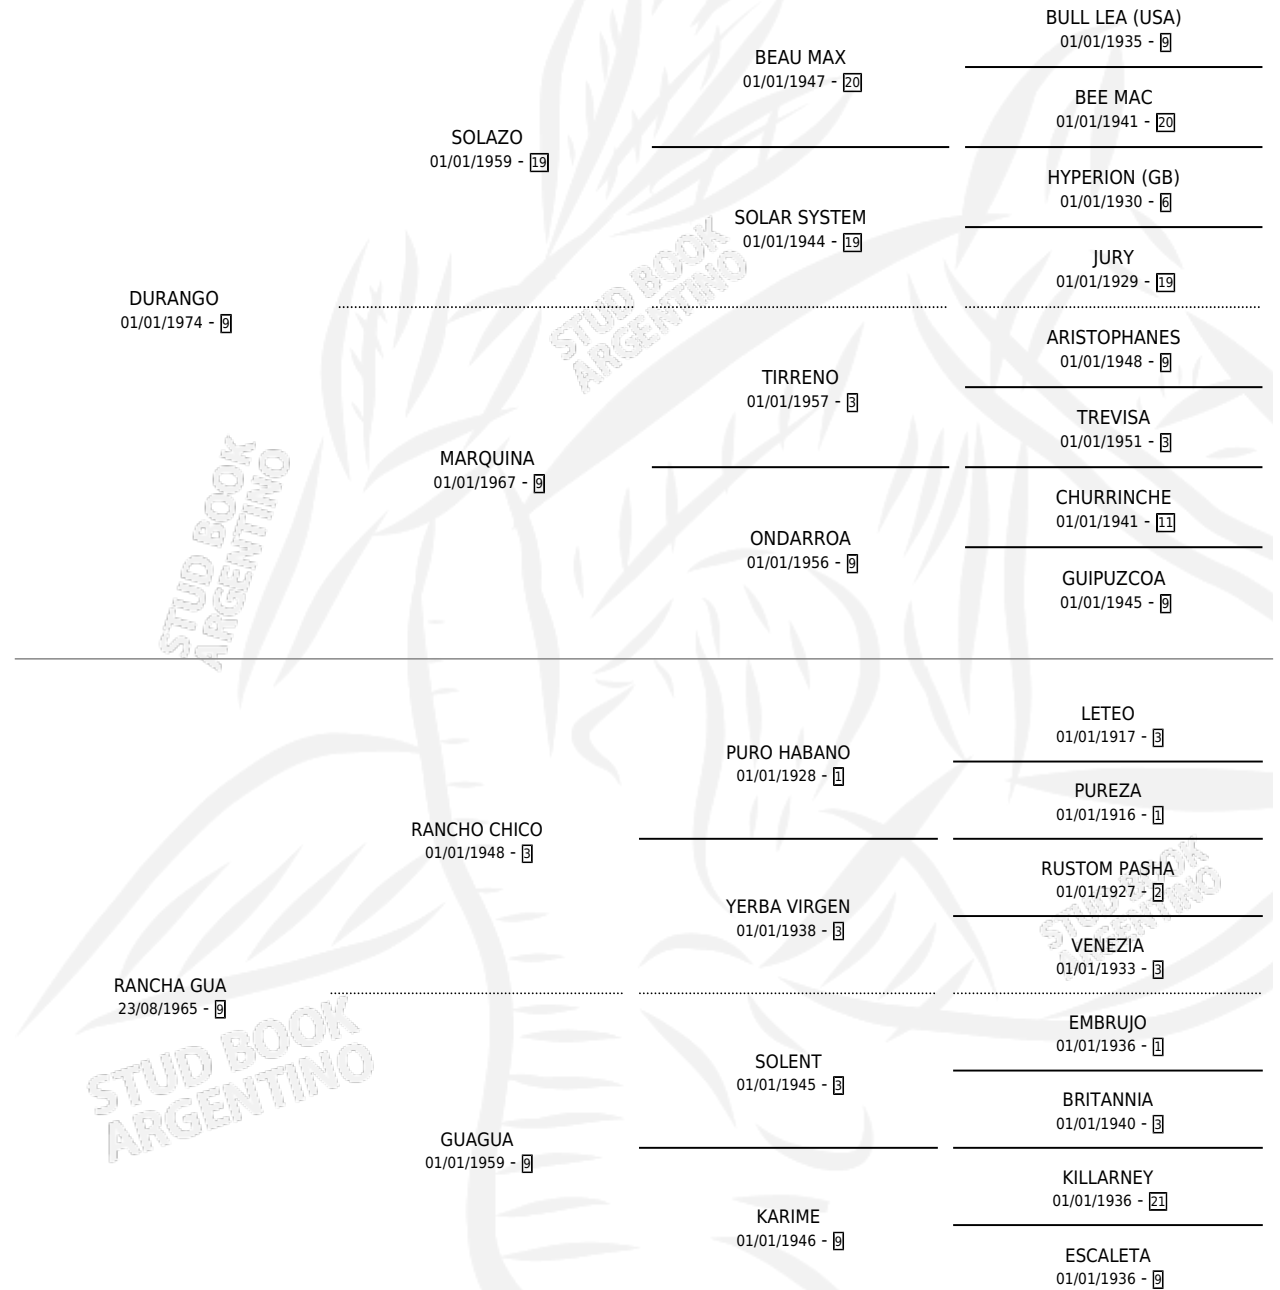 BULL LEA (USA)
01/01/1935 - 9
BEAU MAX
01/01/1947 - 20
BEE MAC
01/01/1941 - 20
SOLAZO
01/01/1959 - 19
HYPERION (GB)
01/01/1930 - 6
SOLAR SYSTEM
01/01/1944 - 19
JURY
01/01/1929 - 19
DURANGO
01/01/1974 - 9
ARISTOPHANES
01/01/1948 - 9
TIRRENO
01/01/1957 - 3
TREVISA
01/01/1951 - 3
MARQUINA
01/01/1967 - 9
CHURRINCHE
01/01/1941 - 11
ONDARROA
01/01/1956 - 9
GUIPUZCOA
01/01/1945 - 9
LETEO
01/01/1917 - 3
PURO HABANO
01/01/1928 - 1
PUREZA
01/01/1916 - 1
RANCHO CHICO
01/01/1948 - 3
RUSTOM PASHA
01/01/1927 - 2
YERBA VIRGEN
01/01/1938 - 3
VENEZIA
01/01/1933 - 3
RANCHA GUA
23/08/1965 - 9
EMBRUJO
01/01/1936 - 1
SOLENT
01/01/1945 - 3
BRITANNIA
01/01/1940 - 3
GUAGUA
01/01/1959 - 9
KILLARNEY
01/01/1936 - 21
KARIME
01/01/1946 - 9
ESCALETA
01/01/1936 - 9
STUD BOOK
ARGENTINO
STUD BOOK
ARGENTINO
STUD BOOK
ARGENTINO
STUD BOOK
ARGENTINO